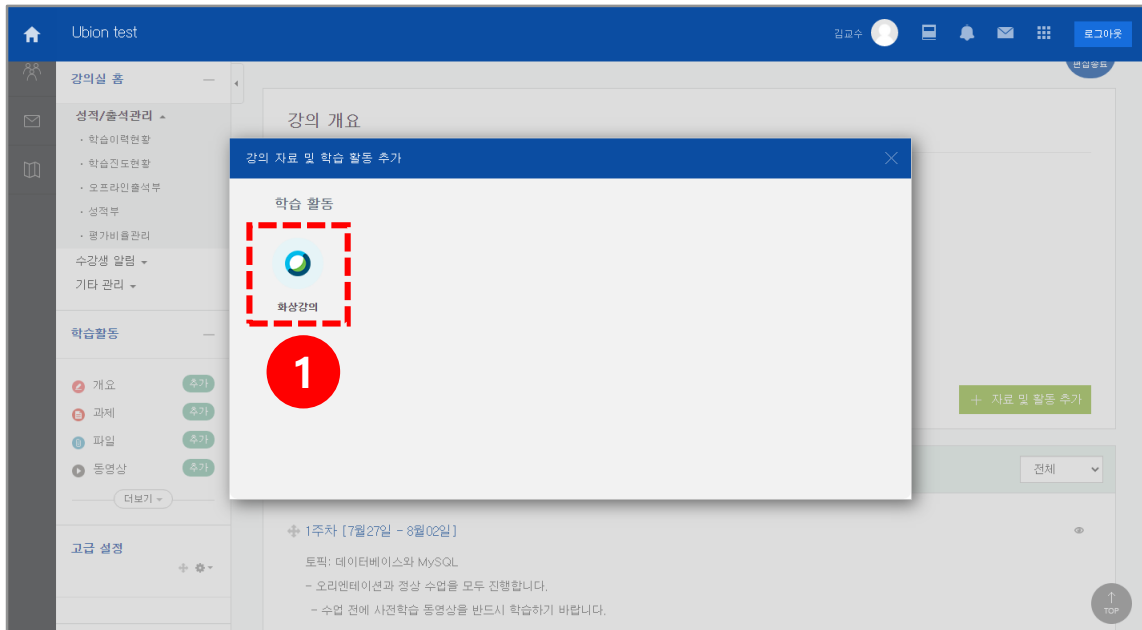 Ubion test
김교수
로그아웃
편집종료
강의실 홈
성적/출석관리
· 학습이력현황
· 학습진도현황
· 오프라인출석부
· 성적부
· 평가비율관리
수강생 알림
기타 관리
학습활동
개요 추가
과제 추가
파일 추가
동영상 추가
더보기
고급 설정
강의 개요
강의 자료 및 학습 활동 추가
학습 활동
화상강의
1
+ 자료 및 활동 추가
전체
1주차 [7월27일 - 8월02일]
토픽: 데이터베이스와 MySQL
- 오리엔테이션과 정상 수업을 모두 진행합니다.
- 수업 전에 사전학습 동영상을 반드시 학습하기 바랍니다.
TOP